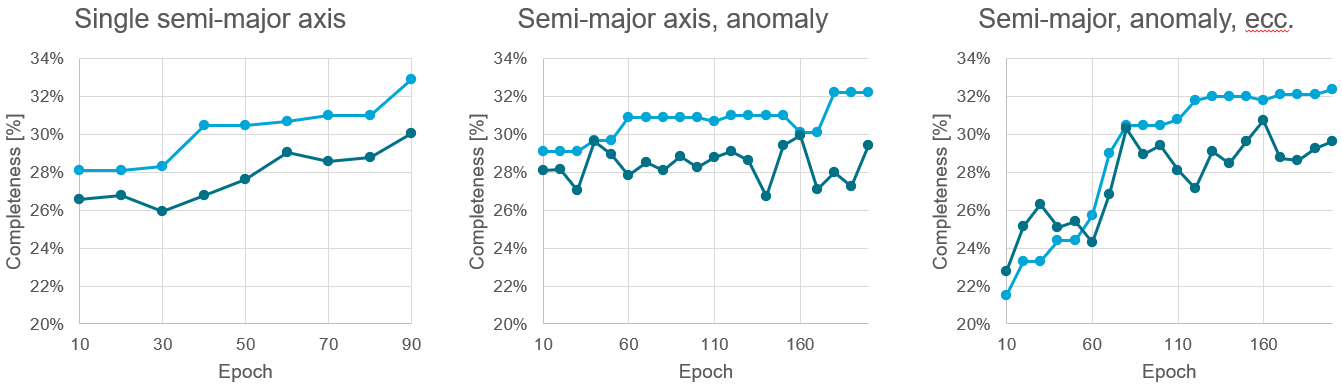 Single semi-major axis
34%
32%
30%
28%
26%
24%
22%
20%
Completeness [%]
10 30 50 70 90
Epoch
Semi-major axis, anomaly
34%
32%
30%
28%
26%
24%
22%
20%
Completeness [%]
10 60 110 160
Epoch
Semi-major, anomaly, ecc.
34%
32%
30%
28%
26%
24%
22%
20%
Completeness [%]
10 60 110 160
Epoch